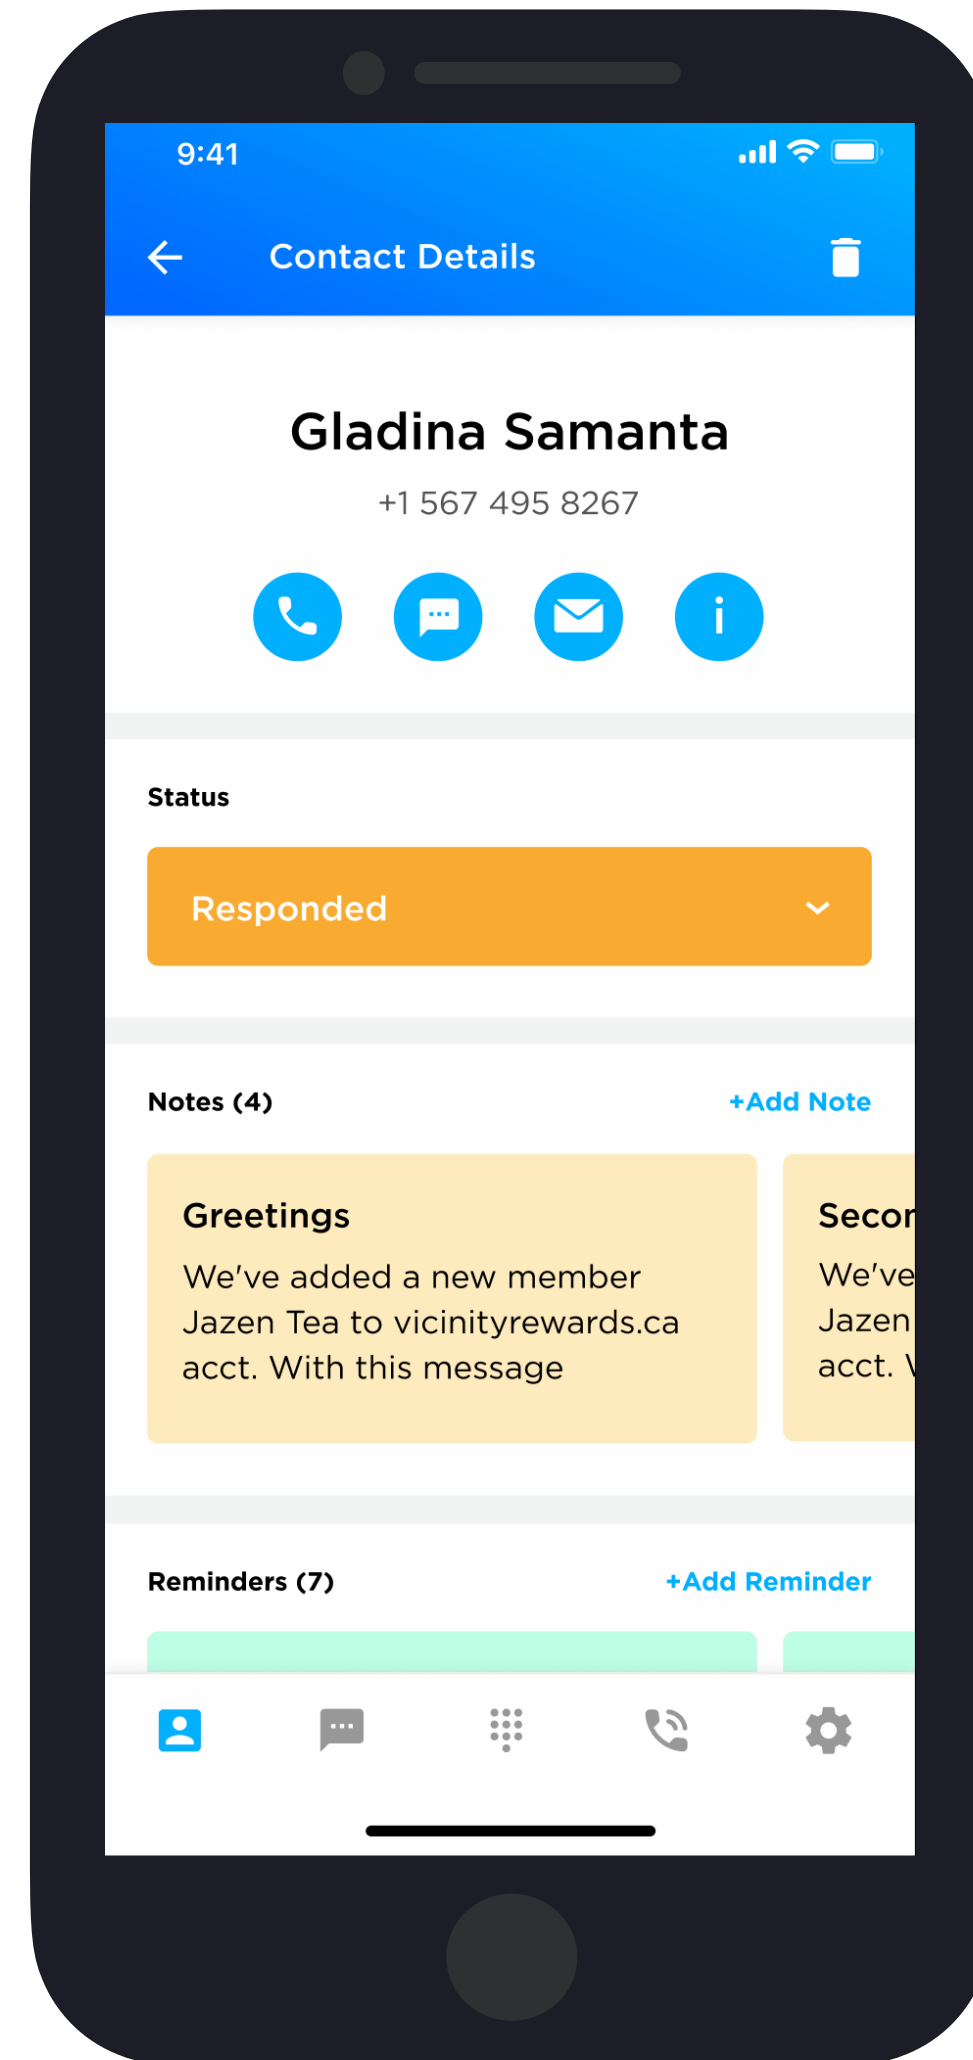 9:41
Contact Details
Gladina Samanta
+1 567 495 8267
Status
Responded
Notes (4)
+Add Note
Greetings
We've added a new member
Jazen Tea to vicinityrewards.ca
acct. With this message
We've
Jazen
acct.
Reminders (7)
+Add Reminder